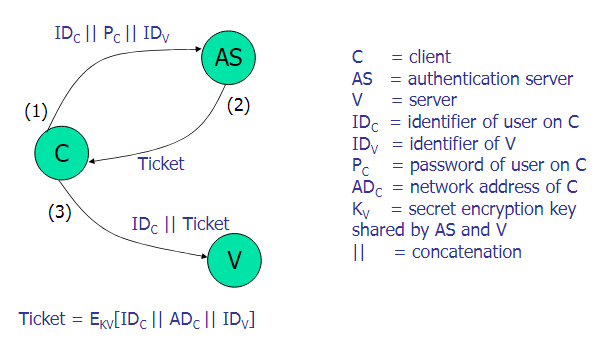 ID_C || P_C || ID_V
AS
(1)
(2)
C
Ticket
(3)
ID_C || Ticket
V
Ticket = E_KV[ID_C || AD_C || ID_V]
C = client
AS = authentication server
V = server
ID_C = identifier of user on C
ID_V = identifier of V
P_C = password of user on C
AD_C = network address of C
K_V = secret encryption key
shared by AS and V
|| = concatenation